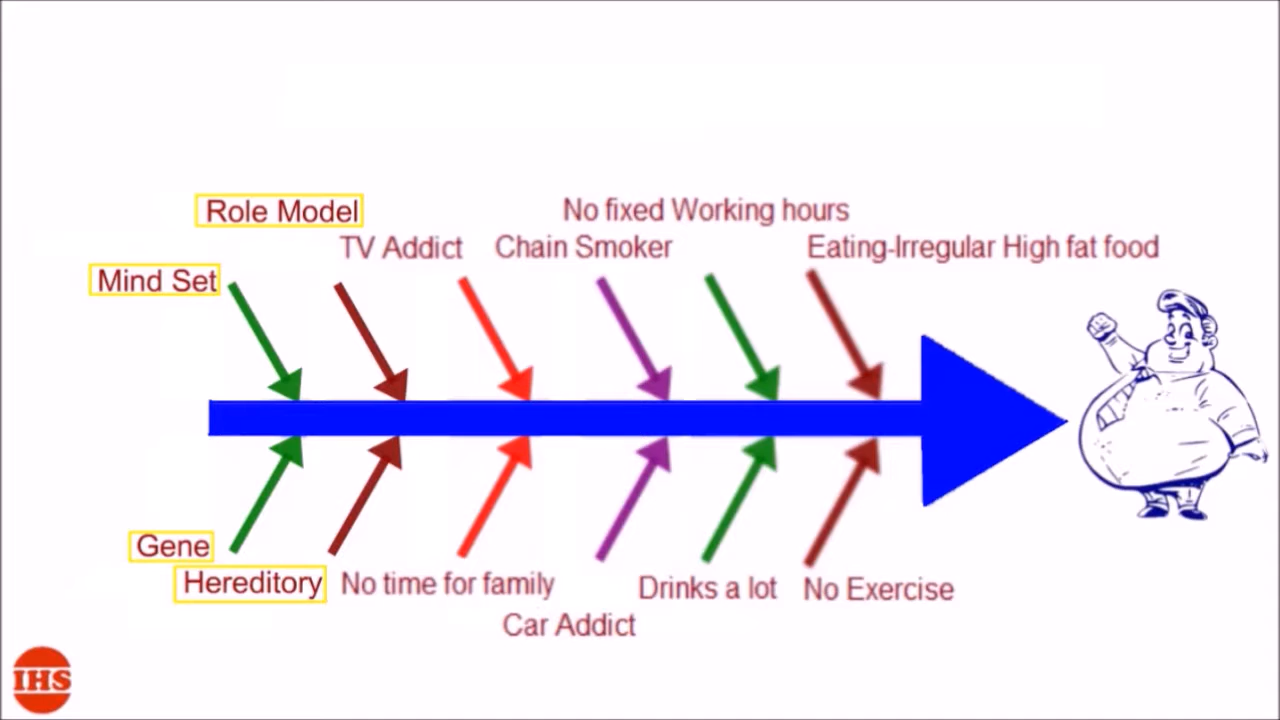 No fixed Working hours
Role Model
TV Addict
Chain Smoker
Eating-Irregular High fat food
Mind Set
Gene
Hereditory
No time for family
Drinks a lot
No Exercise
Car Addict
IHS